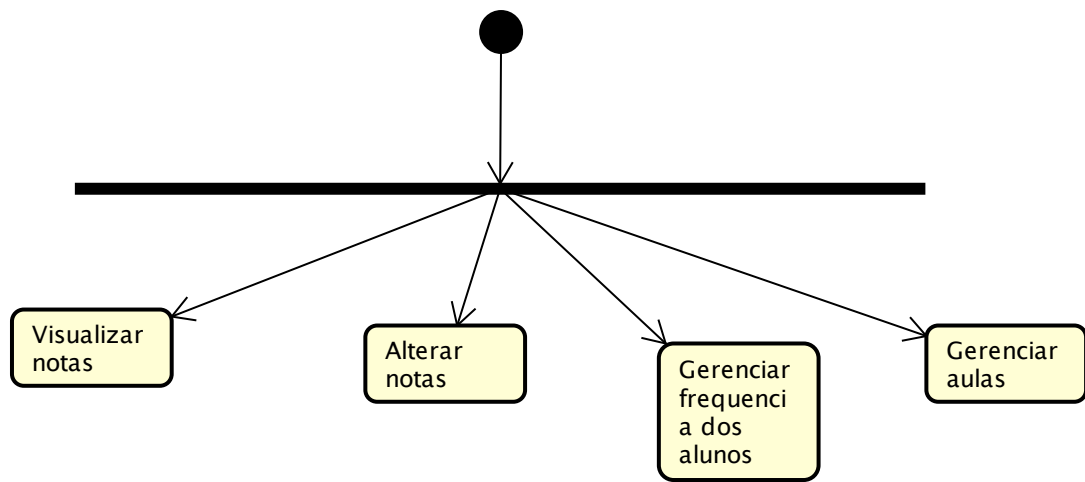 Visualizar
notas
Alterar
notas
Gerenciar
frequenci
a dos
alunos
Gerenciar
aulas